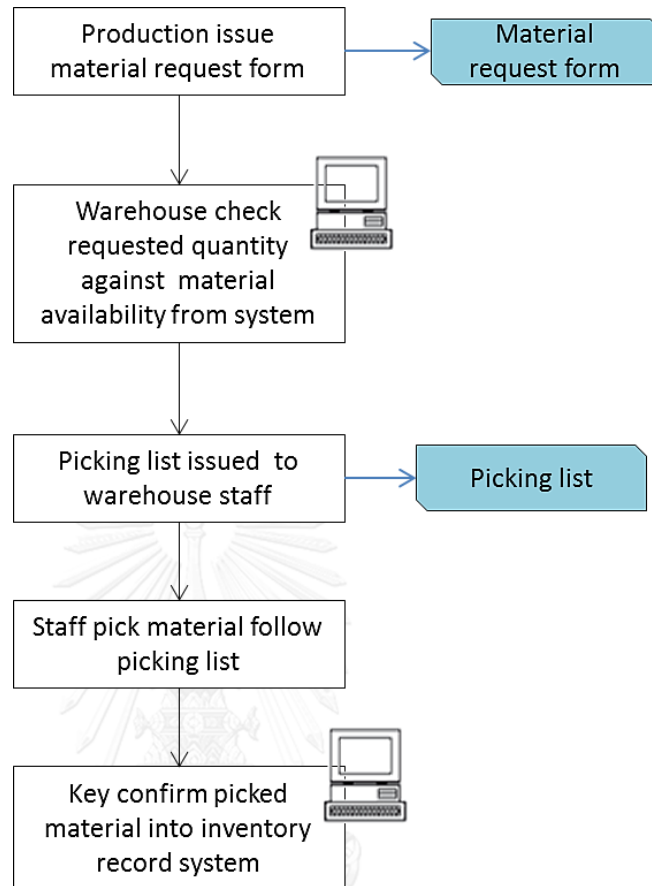 Production issue
material request form
Material
request form
Warehouse check
requested quantity
against material
availability from system
Picking list issued to
warehouse staff
Picking list
Staff pick material follow
picking list
Key confirm picked
material into inventory
record system